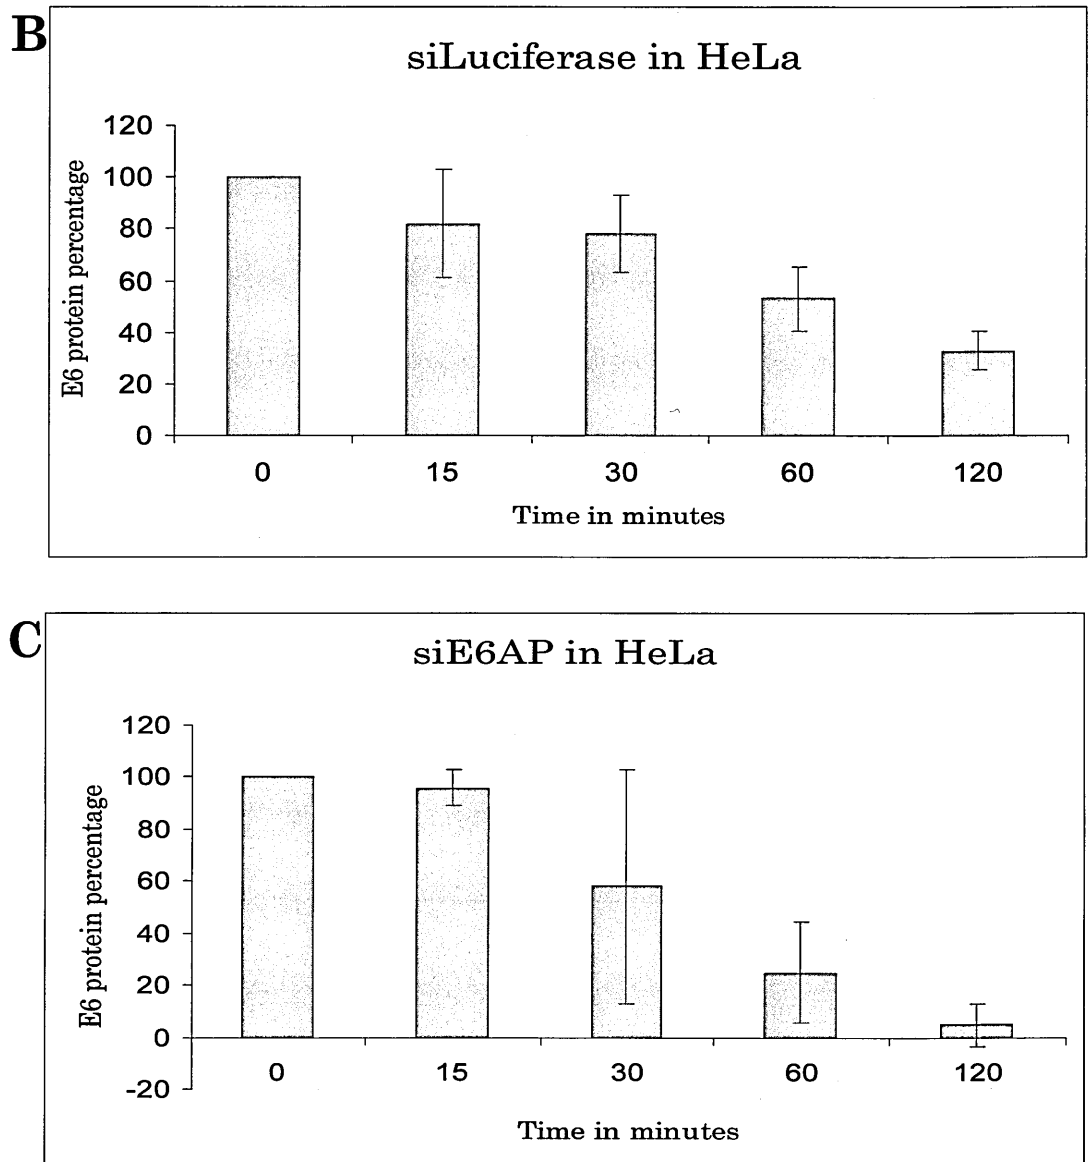 B
siLuciferase in HeLa
120
100
80
60
40
20
0
E6 protein percentage
0 15 30 60 120
Time in minutes
C
siE6AP in HeLa
120
100
80
60
40
20
0
-20
E6 protein percentage
0 15 30 60 120
Time in minutes